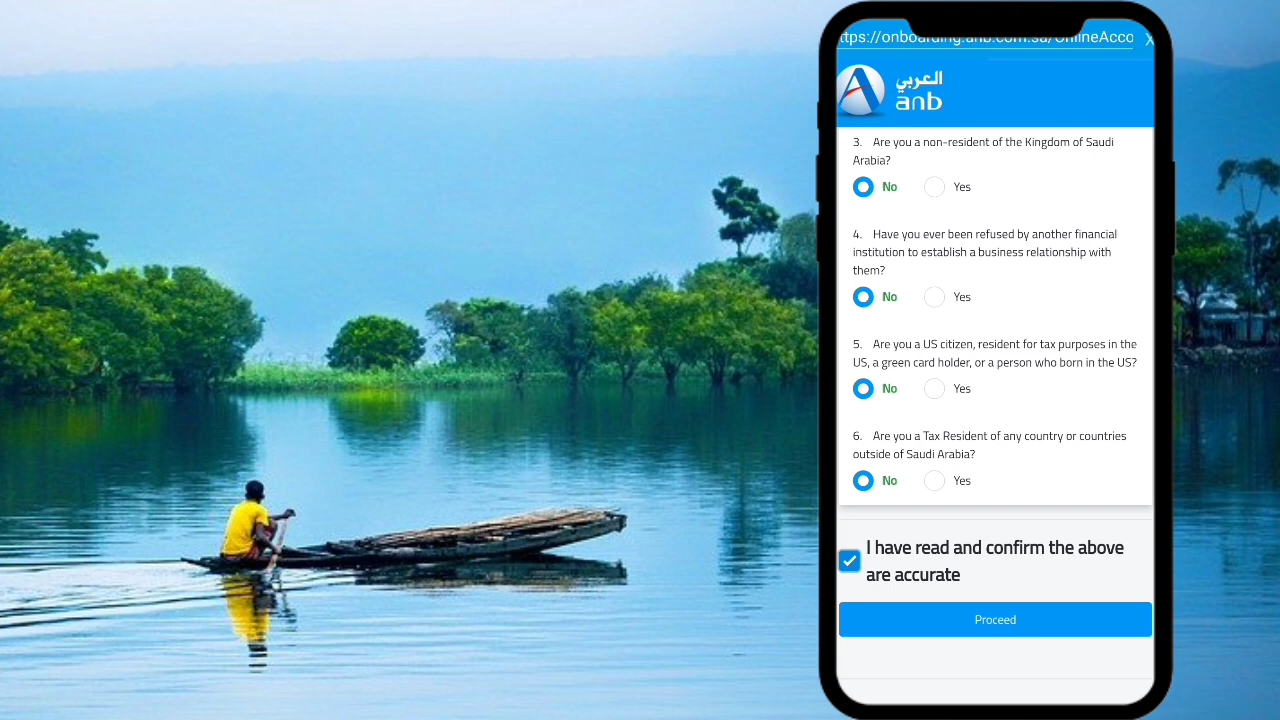 ttps://onboarding.anb.com.sa/OnlineAcco X
العربي
anb
3. Are you a non-resident of the Kingdom of Saudi
Arabia?
No Yes
4. Have you ever been refused by another financial
institution to establish a business relationship with
them?
No Yes
5. Are you a US citizen, resident for tax purposes in the
US, a green card holder, or a person who born in the US?
No Yes
6. Are you a Tax Resident of any country or countries
outside of Saudi Arabia?
No Yes
I have read and confirm the above
are accurate
Proceed